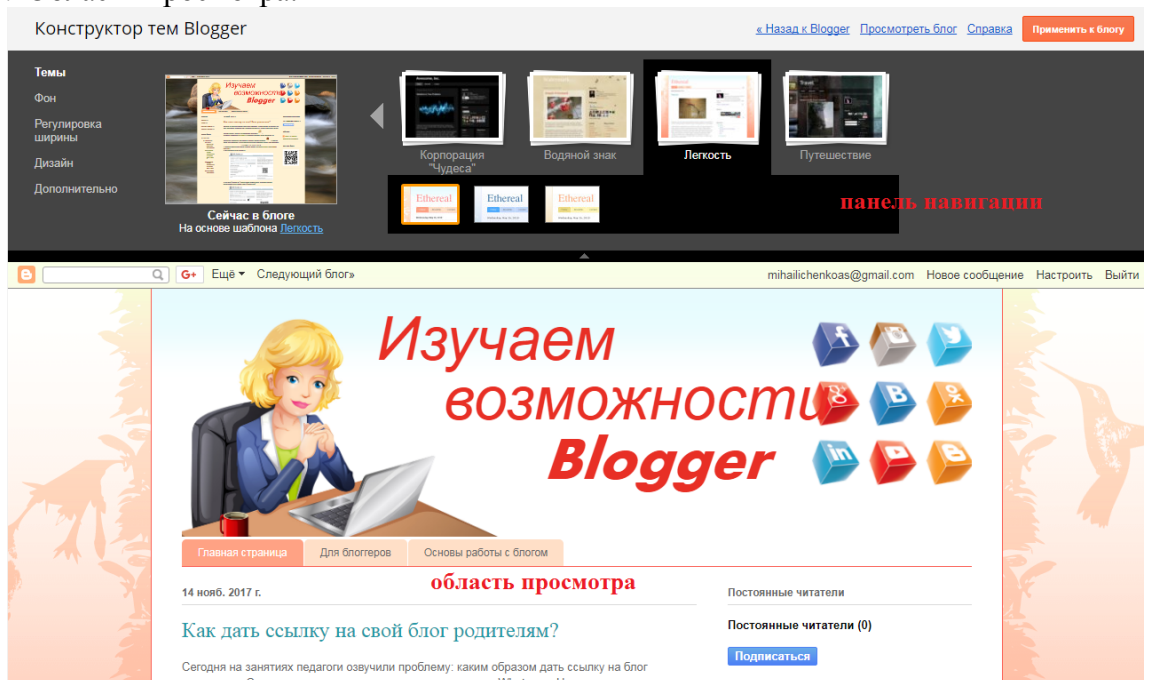 Конструктор тем Blogger
« Назад к Blogger Просмотреть блог Справка Применить к блогу
Темы
Фон
Регулировка
ширины
Дизайн
Дополнительно
Изучаем
возможности
Blogger
Сейчас в блоге
На основе шаблона Легкость
Корпорация
"Чудеса"
Водяной знак
Легкость
Путешествие
Ethereal
Ethereal
Ethereal
панель навигации
G+ Ещё Следующий блог»
mihailichenkoas@gmail.com Новое сообщение Настроить Выйти
Изучаем
возможности
Blogger
Главная страница Для блоггеров Основы работы с блогом
область просмотра
14 нояб. 2017 г.
Как дать ссылку на свой блог родителям?
Сегодня на занятиях педагоги озвучили проблему: каким образом дать ссылку на блог
Постоянные читатели
Постоянные читатели (0)
Подписаться